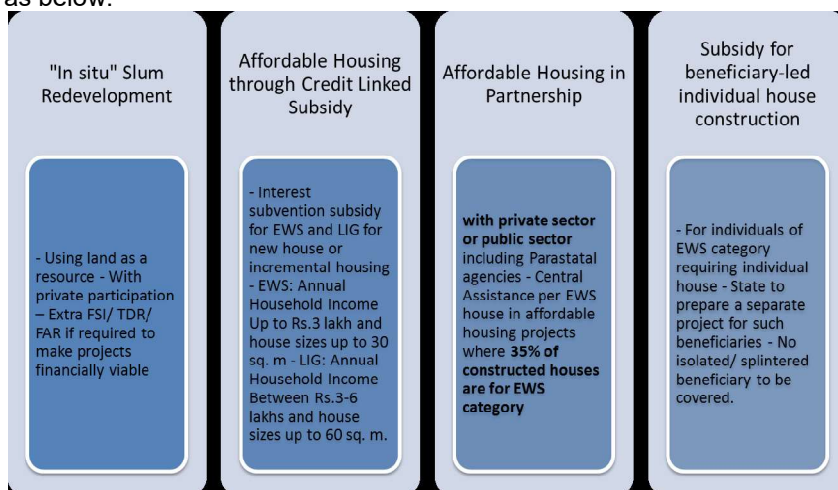 as below.
"In situ" Slum
Redevelopment
- Using land as a
resource - With
private participation
– Extra FSI/ TDR/
FAR if required to
make projects
financially viable
Affordable Housing
through Credit Linked
Subsidy
- Interest
subvention subsidy
for EWS and LIG for
new house or
incremental housing
- EWS: Annual
Household Income
Up to Rs.3 lakh and
house sizes up to 30
sq. m - LIG: Annual
Household Income
Between Rs.3-6
lakhs and house
sizes up to 60 sq. m.
Affordable Housing in
Partnership
with private sector
or public sector
including Parastatal
agencies - Central
Assistance per EWS
house in affordable
housing projects
where 35% of
constructed houses
are for EWS
category
Subsidy for
beneficiary-led
individual house
construction
- For individuals of
EWS category
requiring individual
house - State to
prepare a separate
project for such
beneficiaries - No
isolated/ splintered
beneficiary to be
covered.